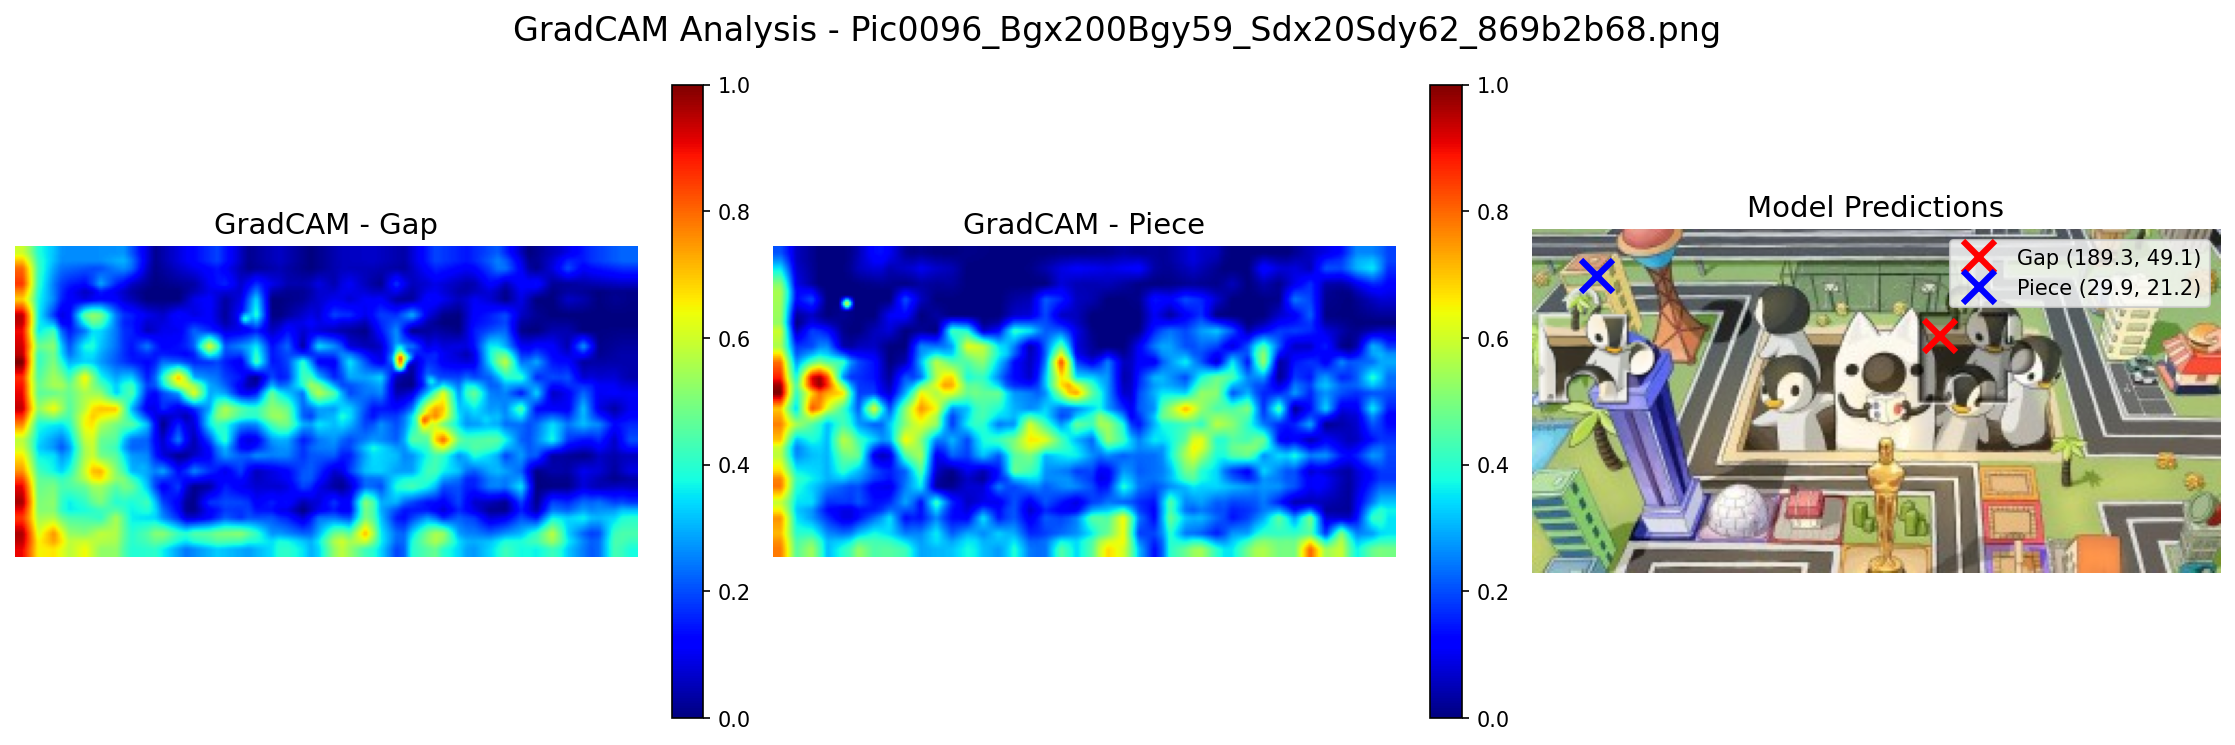 GradCAM Analysis - Pic0096_Bgx200Bgy59_Sdx20Sdy62_869b2b68.png
GradCAM - Gap
1.0
0.8
0.6
0.4
0.2
0.0
GradCAM - Piece
1.0
0.8
0.6
0.4
0.2
0.0
Model Predictions
Gap (189.3, 49.1)
Piece (29.9, 21.2)